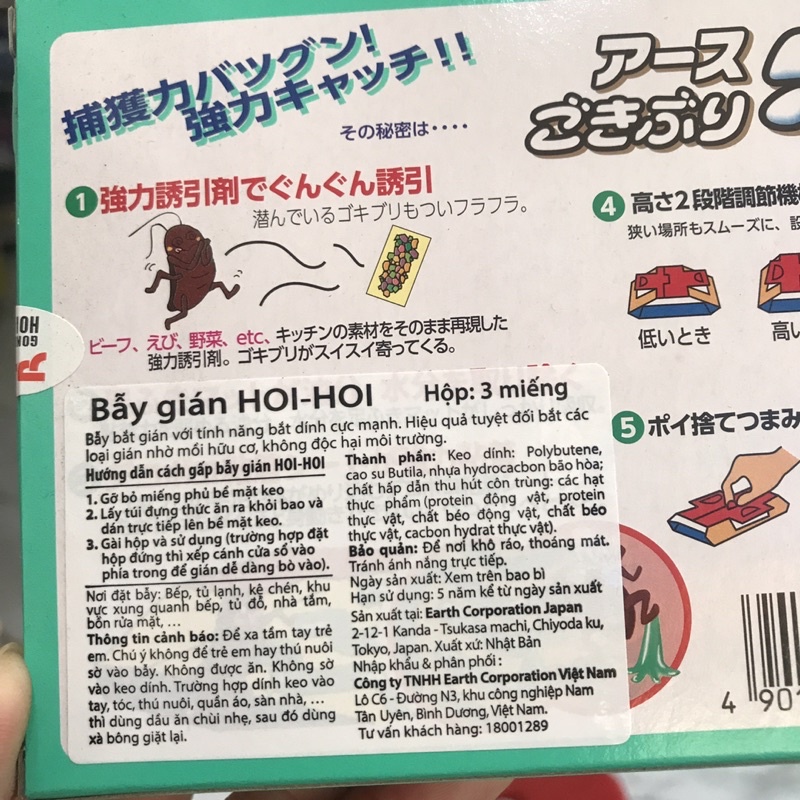 捕獲力バツグン!
強力キャッチ!!
その秘密は・・・・
アース
ごきぶり
1 強力誘引剤でぐんぐん誘引
潜んでいるゴキブリもついフラフラ。
ビーフ、えび、野菜、etc、キッチンの素材をそのまま再現した
強力誘引剤。ゴキブリがスイスイ寄ってくる。
4 高さ2段階調節機
狭い場所もスムーズに、
低いとき
高い
5 ポイ捨てつまみ
Bẫy gián HOI-HOI Hộp: 3 miếng
Bẫy bắt gián với tính năng bắt dính cực mạnh. Hiệu quả tuyệt đối bắt các
loại gián nhờ mồi hữu cơ, không độc hại môi trường.
Hướng dẫn cách gấp bẫy gián HOI-HOI
1. Gỡ bỏ miếng phủ bề mặt keo
2. Lấy túi đựng thức ăn ra khỏi bao và
dán trực tiếp lên bề mặt keo.
3. Gài hộp và sử dụng (trường hợp đặt
hộp đứng thì xếp cánh cửa sổ vào
phía trong để gián dễ dàng bò vào).
Nơi đặt bẫy: Bếp, tủ lạnh, kệ chén, khu
vực xung quanh bếp, tủ đồ, nhà tắm,
bồn rửa mặt, ...
Thông tin cảnh báo: Để xa tầm tay trẻ
em. Chú ý không để trẻ em hay thú nuôi
sờ vào bẫy. Không được ăn. Không sờ
vào keo dính. Trường hợp dính keo vào
tay, tóc, thú nuôi, quần áo, sàn nhà, ...
thì dùng dầu ăn chùi nhẹ, sau đó dùng
xà bông giặt lại.
Thành phần: Keo dính: Polybutene,
cao su Butila, nhựa hydrocacbon bão hòa;
chất hấp dẫn thu hút côn trùng: các hạt
thực phẩm (protein động vật, protein
thực vật, chất béo động vật, chất béo
thực vật, cacbon hydrat thực vật).
Bảo quản: Để nơi khô ráo, thoáng mát.
Tránh ánh nắng trực tiếp.
Ngày sản xuất: Xem trên bao bì
Hạn sử dụng: 5 năm kể từ ngày sản xuất
Sản xuất tại: Earth Corporation Japan
2-12-1 Kanda - Tsukasa machi, Chiyoda ku,
Tokyo, Japan. Xuất xứ: Nhật Bản
Nhập khẩu & phân phối :
Công ty TNHH Earth Corporation Việt Nam
Lô C6 - Đường N3, khu công nghiệp Nam
Tân Uyên, Bình Dương, Việt Nam.
Tư vấn khách hàng: 18001289
4 901